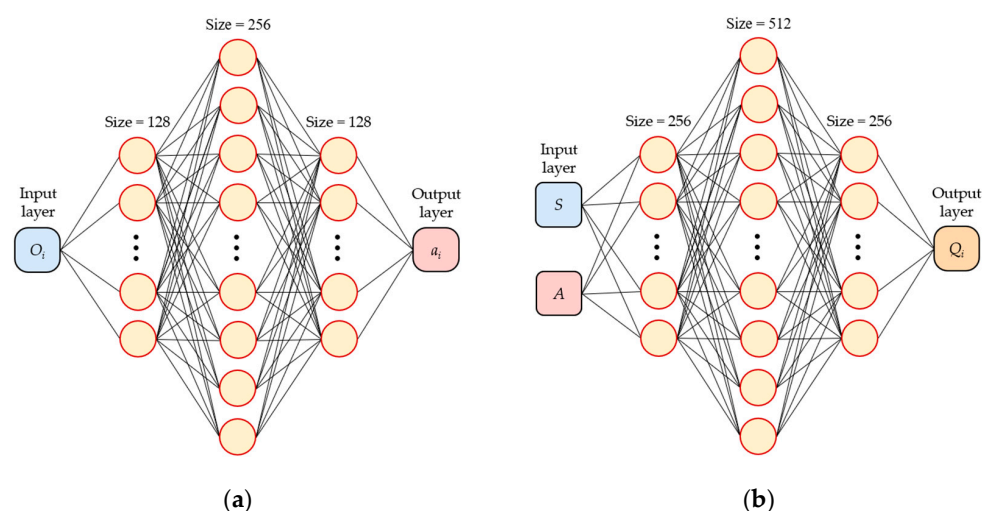 Size = 256
Size = 128
Size = 128
Input
layer
Output
layer
O_i
a_i
(a)
Size = 512
Size = 256
Size = 256
Input
layer
S
A
Output
layer
Q_i
(b)